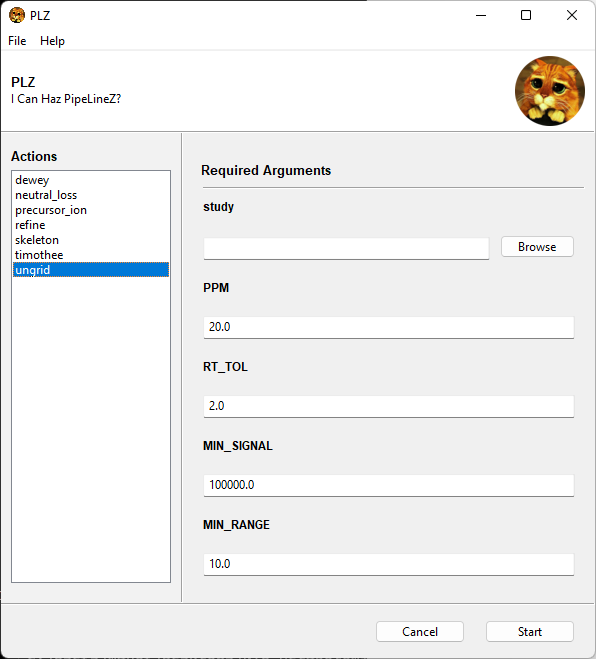 PLZ
File Help
PLZ
I Can Haz PipeLineZ?
Actions
dewey
neutral_loss
precursor_ion
refine
skeleton
timothee
ungrid
Required Arguments
study
Browse
PPM
20.0
RT_TOL
2.0
MIN_SIGNAL
100000.0
MIN_RANGE
10.0
Cancel Start